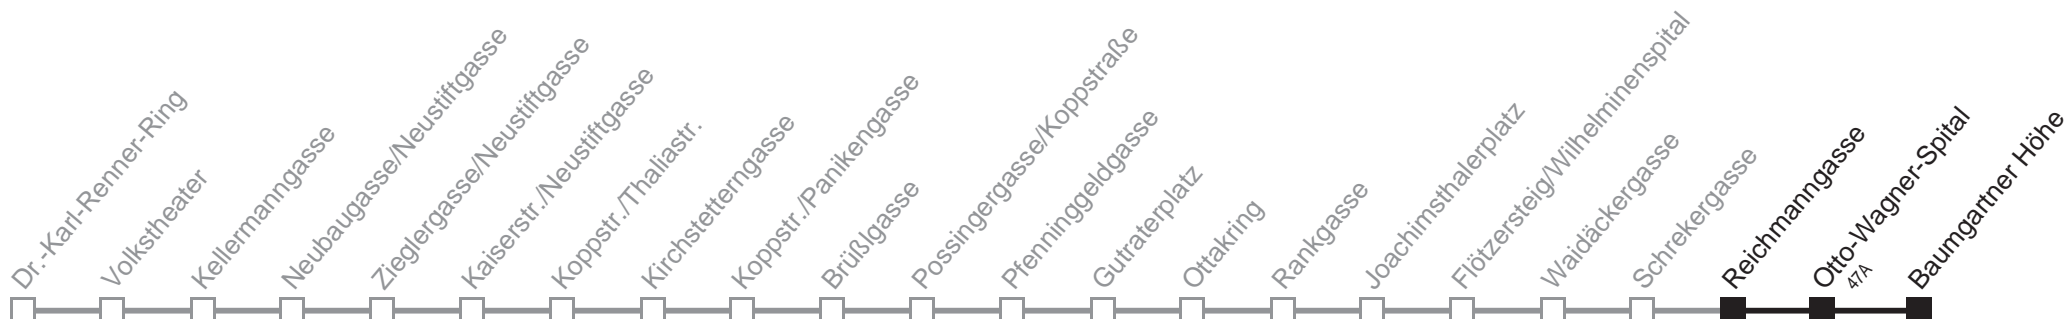 Dr.-Karl-Renner-Ring
Volkstheater
Kellermanngasse
Neubaugasse/Neustiftgasse
Zieglergasse/Neustiftgasse
Kaiserstr./Neustiftgasse
Koppstr./Thaliastr.
Kirchstetterngasse
Koppstr./Panikengasse
Brüßlgasse
Possingergasse/Koppstraße
Pfenninggeldgasse
Gutraterplatz
Ottakring
Rankgasse
Joachimsthalerplatz
Flötzersteig/Wilhelminenspital
Waidäckergasse
Schrekergasse
Reichmanngasse
Otto-Wagner-Spital
47A
Baumgartner Höhe